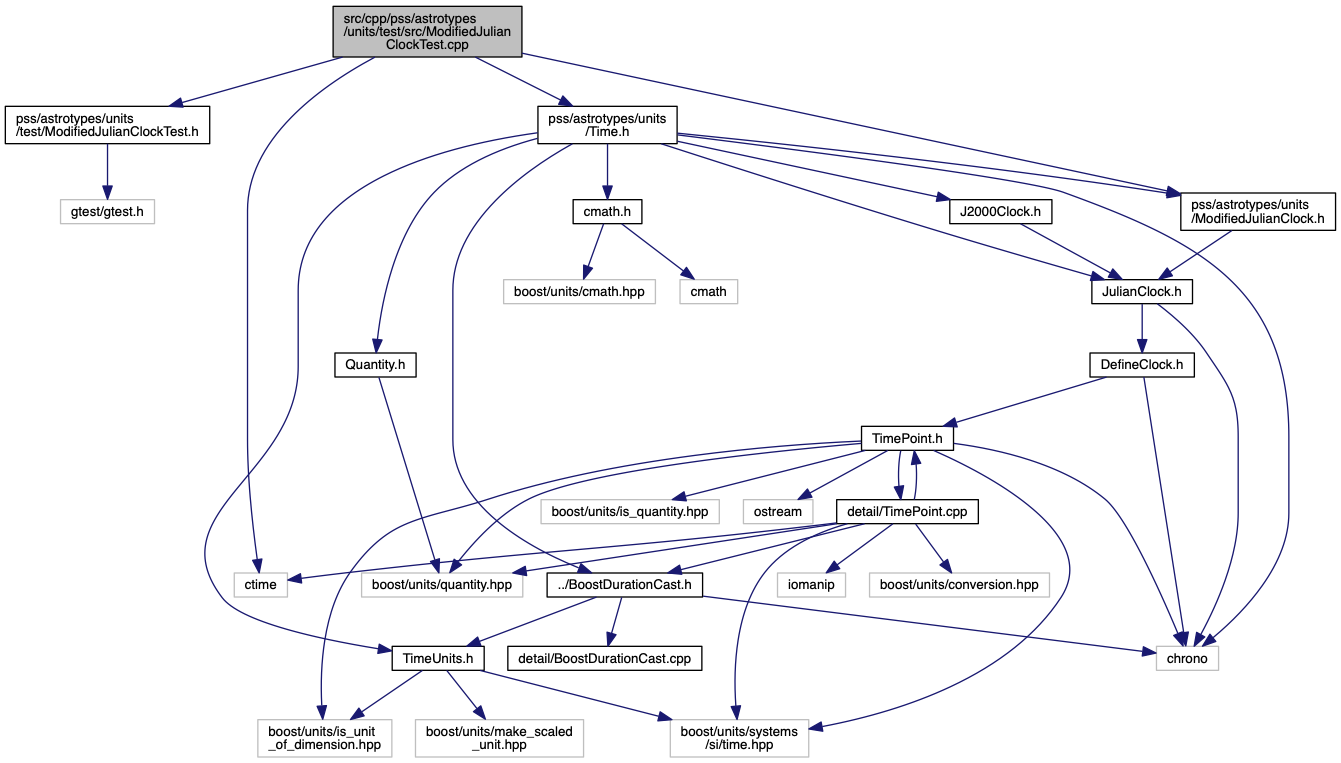 src/cpp/pss/astrotypes
/units/test/src/ModifiedJulian
ClockTest.cpp
pss/astrotypes/units
/test/ModifiedJulianClockTest.h
pss/astrotypes/units
/Time.h
gtest/gtest.h
cmath.h
J2000Clock.h
pss/astrotypes/units
/ModifiedJulianClock.h
boost/units/cmath.hpp
cmath
JulianClock.h
Quantity.h
DefineClock.h
TimePoint.h
boost/units/is_quantity.hpp
ostream
detail/TimePoint.cpp
ctime
boost/units/quantity.hpp
../BoostDurationCast.h
iomanip
boost/units/conversion.hpp
TimeUnits.h
detail/BoostDurationCast.cpp
chrono
boost/units/is_unit
_of_dimension.hpp
boost/units/make_scaled
_unit.hpp
boost/units/systems
/si/time.hpp